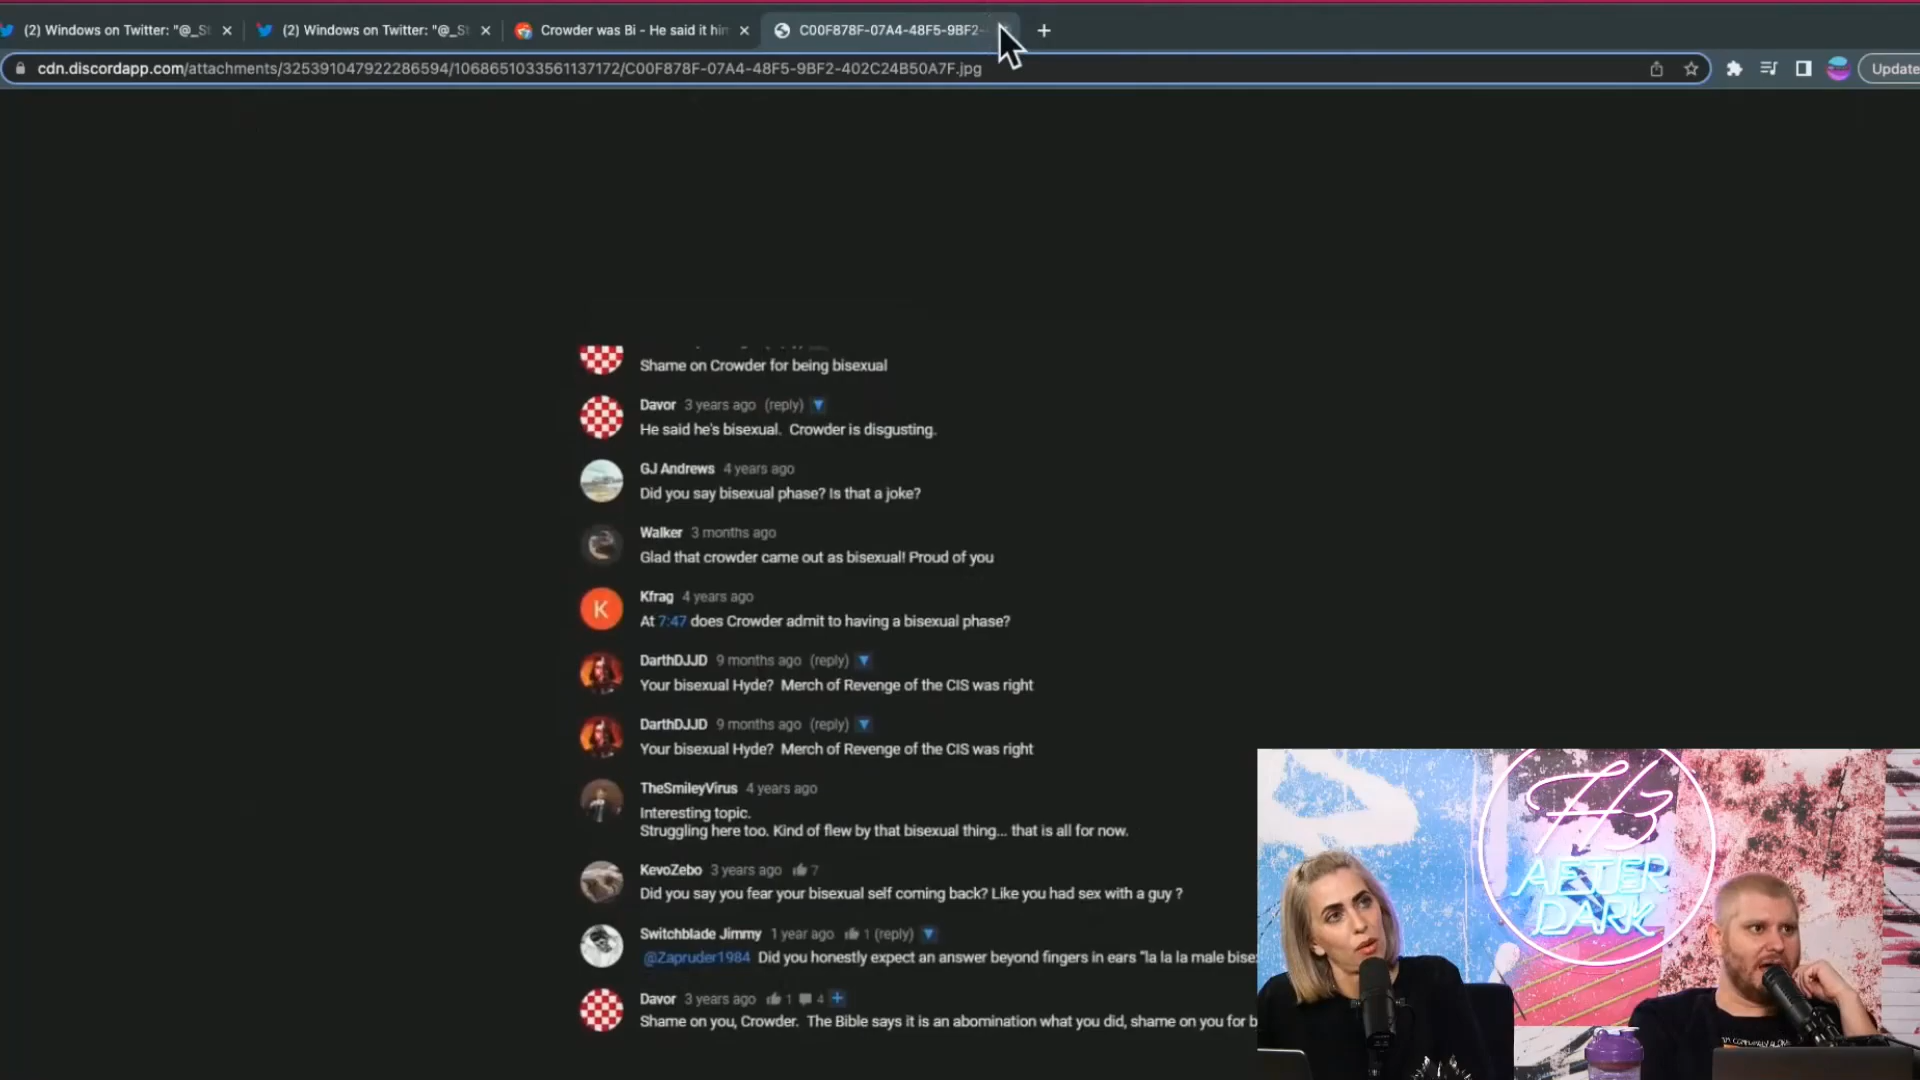 (2) Windows on Twitter: "@_St
(2) Windows on Twitter: "@_St
Crowder was Bi - He said it him
C00F878F-07A4-48F5-9BF2-
cdn.discordapp.com/attachments/325391047922286594/1068651033561137172/C00F878F-07A4-48F5-9BF2-402C24B50A7F.jpg
Update
Shame on Crowder for being bisexual
Davor 3 years ago (reply)
He said he's bisexual. Crowder is disgusting.
GJ Andrews 4 years ago
Did you say bisexual phase? Is that a joke?
Walker 3 months ago
Glad that crowder came out as bisexual! Proud of you
K
Kfrag 4 years ago
At 7:47 does Crowder admit to having a bisexual phase?
DarthDJJD 9 months ago (reply)
Your bisexual Hyde? Merch of Revenge of the CIS was right
DarthDJJD 9 months ago (reply)
Your bisexual Hyde? Merch of Revenge of the CIS was right
TheSmileyVirus 4 years ago
Interesting topic.
Struggling here too. Kind of flew by that bisexual thing... that is all for now.
KevoZebo 3 years ago 7
Did you say you fear your bisexual self coming back? Like you had sex with a guy ?
Switchblade Jimmy 1 year ago 1 (reply)
@Zapruder1984 Did you honestly expect an answer beyond fingers in ears "la la la male bise
Davor 3 years ago 1 4
Shame on you, Crowder. The Bible says it is an abomination what you did, shame on you for b
H3
AFTER
DARK